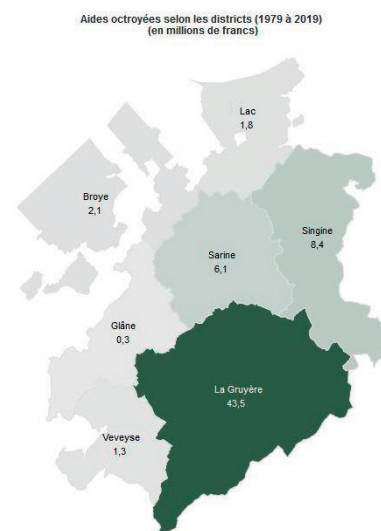 Aides octroyées selon les districts (1979 à 2019)
(en millions de francs)
Lac
1,8
Broye
2,1
Singine
8,4
Sarine
6,1
Glâne
0,3
La Gruyère
43,5
Veveyse
1,3